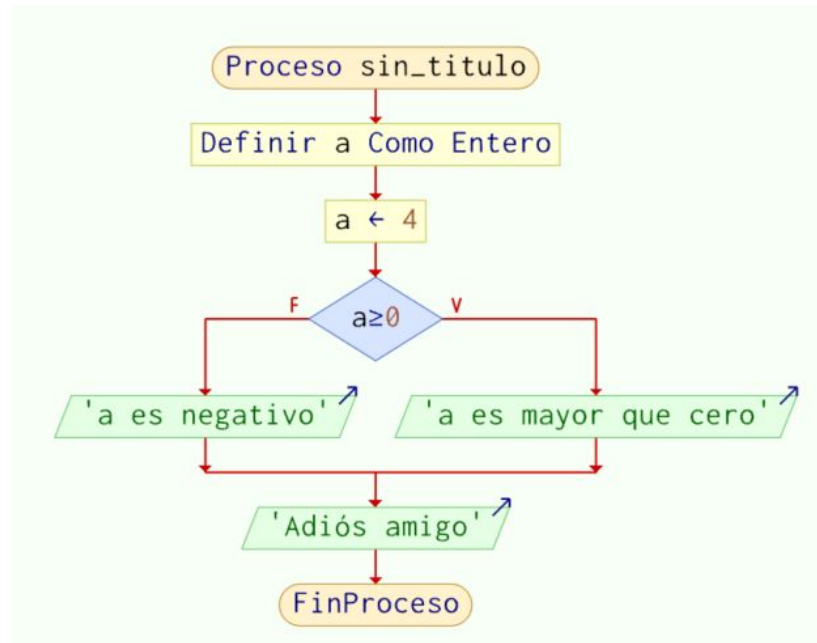 Proceso sin_titulo
Definir a Como Entero
a ← 4
F
a≥0
V
'a es negativo'
'a es mayor que cero'
'Adiós amigo'
FinProceso